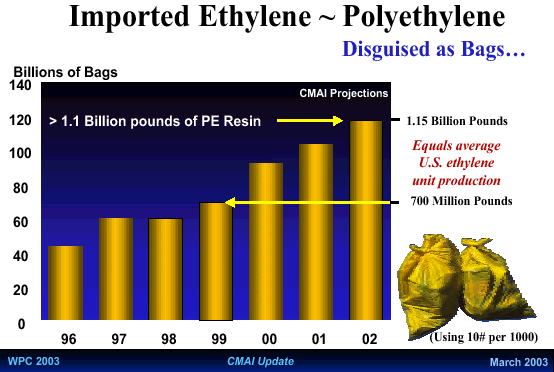 Imported Ethylene ~ Polyethylene
Disguised as Bags…
Billions of Bags
CMAI Projections
> 1.1 Billion pounds of PE Resin
1.15 Billion Pounds
Equals average
U.S. ethylene
unit production
700 Million Pounds
140
120
100
80
60
40
20
0
96 97 98 99 00 01 02
(Using 10# per 1000)
WPC 2003 CMAI Update March 2003